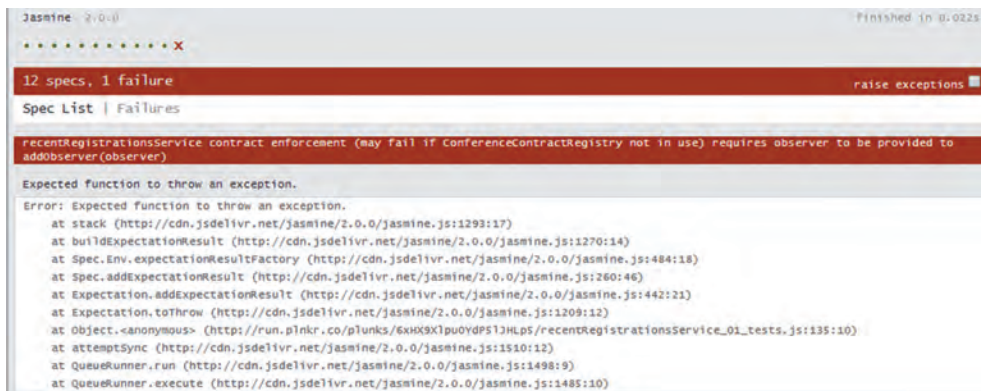 Jasmine 2.0.0
finished in 0.022s
• • • • • • • • • • • x
12 specs, 1 failure
raise exceptions
Spec List | Failures
recentRegistrationsService contract enforcement (may fail if ConferenceContractRegistry not in use) requires observer to be provided to
addObserver(observer)
Expected function to throw an exception.
Error: Expected function to throw an exception.
at stack (http://cdn.jsdelivr.net/jasmine/2.0.0/jasmine.js:1293:17)
at buildExpectationResult (http://cdn.jsdelivr.net/jasmine/2.0.0/jasmine.js:1270:14)
at Spec.Env.expectationResultFactory (http://cdn.jsdelivr.net/jasmine/2.0.0/jasmine.js:484:18)
at Spec.addExpectationResult (http://cdn.jsdelivr.net/jasmine/2.0.0/jasmine.js:260:46)
at Expectation.addExpectationResult (http://cdn.jsdelivr.net/jasmine/2.0.0/jasmine.js:442:21)
at Expectation.toThrow (http://cdn.jsdelivr.net/jasmine/2.0.0/jasmine.js:1209:12)
at Object.<anonymous> (http://run.plnkr.co/plunks/6xHX9XlpuOYdPSlJHLpS/recentRegistrationsService_01_tests.js:135:10)
at attemptSync (http://cdn.jsdelivr.net/jasmine/2.0.0/jasmine.js:1510:12)
at QueueRunner.run (http://cdn.jsdelivr.net/jasmine/2.0.0/jasmine.js:1498:9)
at QueueRunner.execute (http://cdn.jsdelivr.net/jasmine/2.0.0/jasmine.js:1485:10)